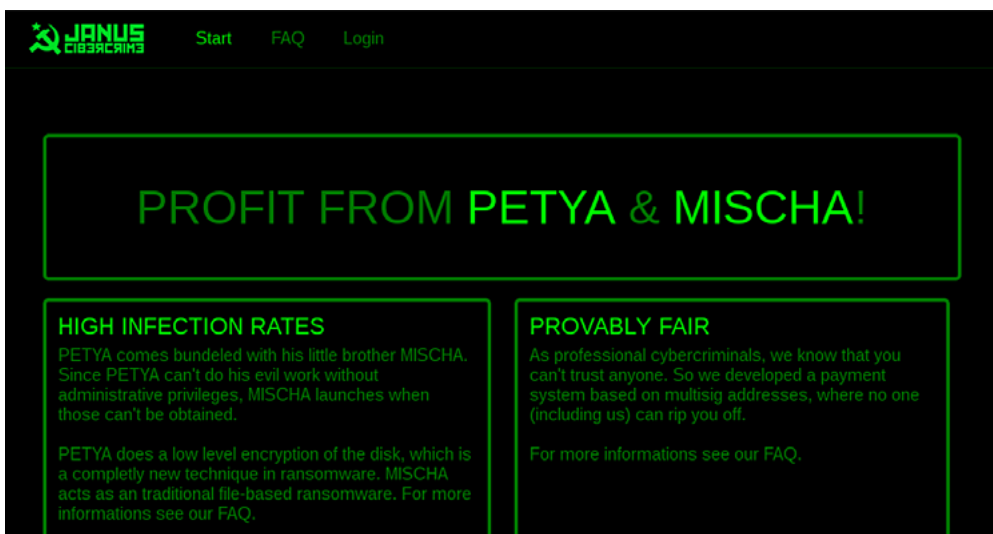 JANUS
CIBERCRIME
Start FAQ Login
PROFIT FROM PETYA & MISCHA!
HIGH INFECTION RATES
PETYA comes bundeled with his little brother MISCHA.
Since PETYA can't do his evil work without
administrative privileges, MISCHA launches when
those can't be obtained.
PETYA does a low level encryption of the disk, which is
a completly new technique in ransomware. MISCHA
acts as an traditional file-based ransomware. For more
informations see our FAQ.
PROVABLY FAIR
As professional cybercriminals, we know that you
can't trust anyone. So we developed a payment
system based on multisig addresses, where no one
(including us) can rip you off.
For more informations see our FAQ.